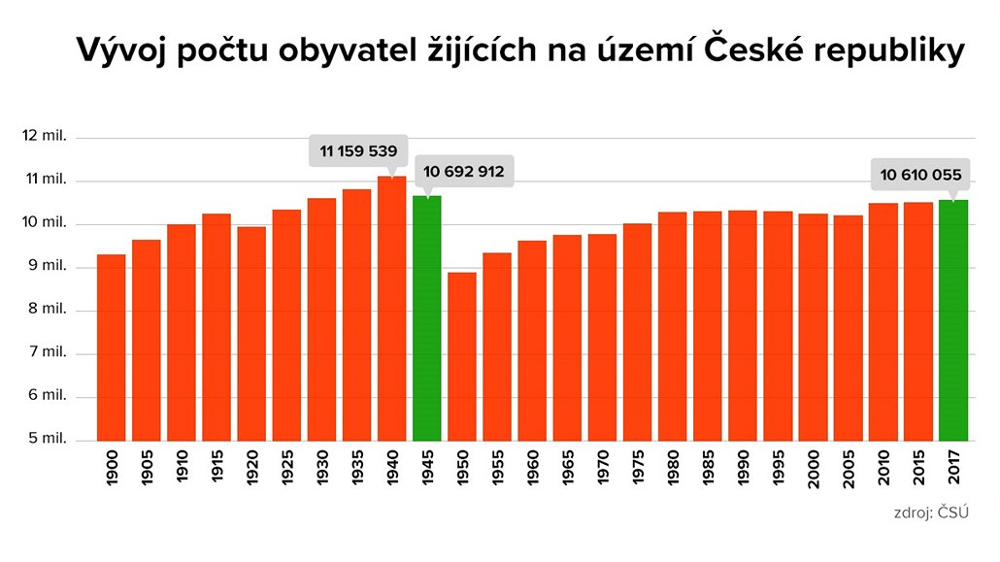 Vývoj počtu obyvatel žijících na území České republiky
12 mil.
11 mil.
10 mil.
9 mil.
8 mil.
7 mil.
6 mil.
5 mil.
11 159 539
10 692 912
10 610 055
1900
1905
1910
1915
1920
1925
1930
1935
1940
1945
1950
1955
1960
1965
1970
1975
1980
1985
1990
1995
2000
2005
2010
2015
2017
zdroj: ČSÚ